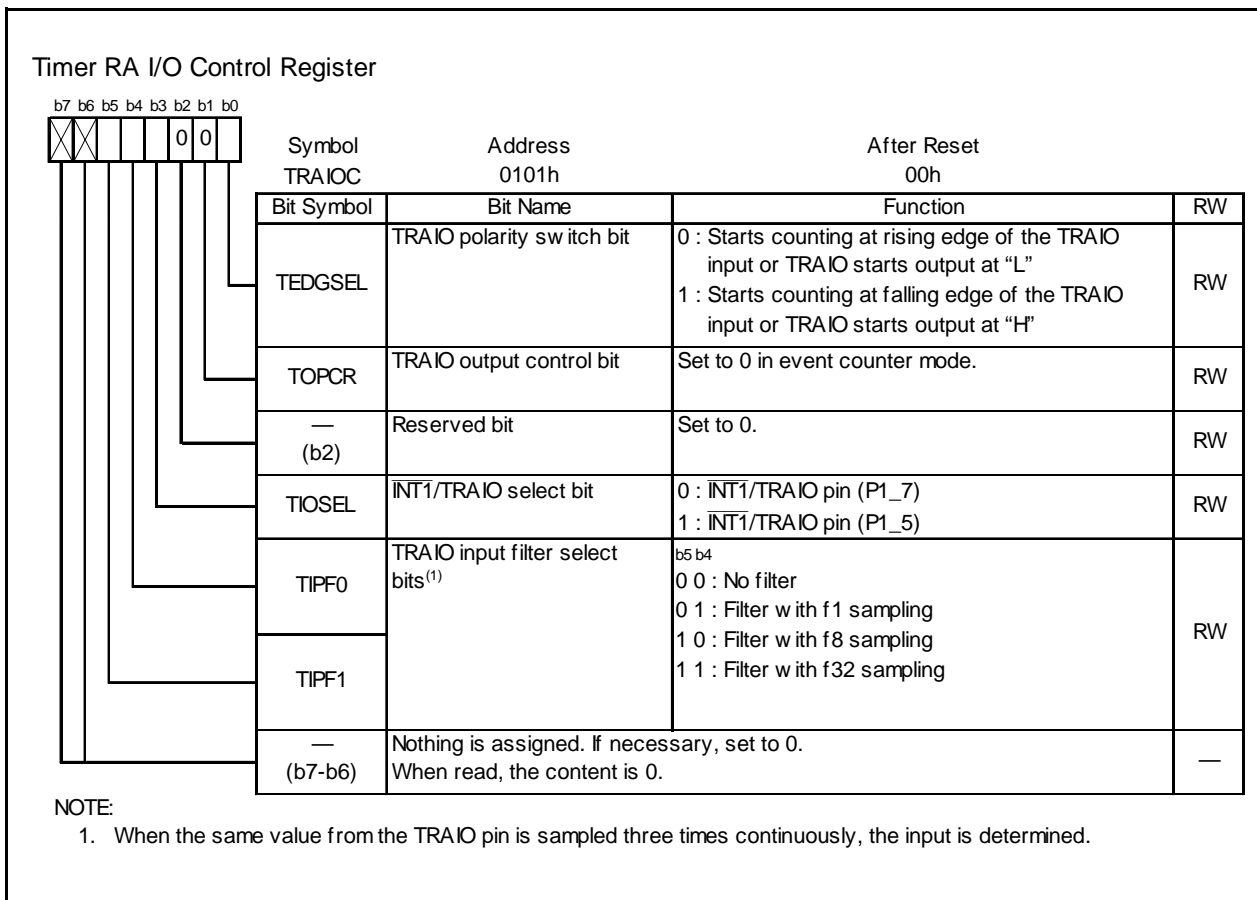 Timer RA I/O Control Register
b7 b6 b5 b4 b3 b2 b1 b0
0 0
Symbol Address After Reset
TRAIOC 0101h 00h
Bit Symbol Bit Name Function RW
TEDGSEL TRAIO polarity switch bit 0 : Starts counting at rising edge of the TRAIO RW
input or TRAIO starts output at “L”
1 : Starts counting at falling edge of the TRAIO
input or TRAIO starts output at “H”
TOPCR TRAIO output control bit Set to 0 in event counter mode. RW
— Reserved bit Set to 0. RW
(b2)
TIOSEL INT1/TRAIO select bit 0 : INT1/TRAIO pin (P1_7) RW
1 : INT1/TRAIO pin (P1_5)
TIPF0 TRAIO input filter select b5 b4 RW
bits(1) 0 0 : No filter
0 1 : Filter with f1 sampling
1 0 : Filter with f8 sampling
TIPF1 1 1 : Filter with f32 sampling
— Nothing is assigned. If necessary, set to 0. —
(b7-b6) When read, the content is 0.
NOTE:
1. When the same value from the TRAIO pin is sampled three times continuously, the input is determined.